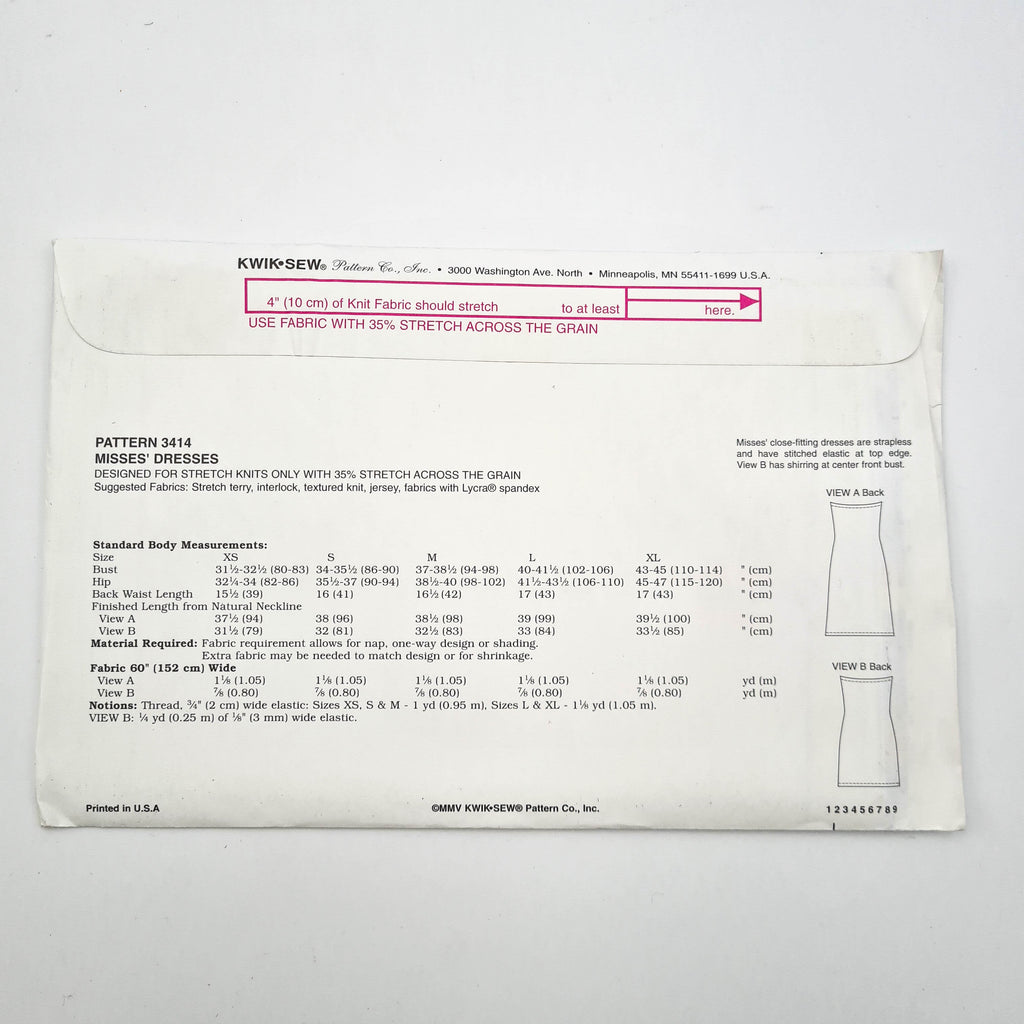 KWIK•SEW® Pattern Co., Inc. • 3000 Washington Ave. North • Minneapolis, MN 55411-1699 U.S.A.
4" (10 cm) of Knit Fabric should stretch to at least here.
USE FABRIC WITH 35% STRETCH ACROSS THE GRAIN
PATTERN 3414
MISSES' DRESSES
DESIGNED FOR STRETCH KNITS ONLY WITH 35% STRETCH ACROSS THE GRAIN
Suggested Fabrics: Stretch terry, interlock, textured knit, jersey, fabrics with Lycra® spandex
Misses' close-fitting dresses are strapless
and have stitched elastic at top edge.
View B has shirring at center front bust.
VIEW A Back
Standard Body Measurements:
Size XS S M L XL
Bust 31½-32½ (80-83) 34-35½ (86-90) 37-38½ (94-98) 40-41½ (102-106) 43-45 (110-114) " (cm)
Hip 32¼-34 (82-86) 35½-37 (90-94) 38½-40 (98-102) 41½-43½ (106-110) 45-47 (115-120) " (cm)
Back Waist Length 15½ (39) 16 (41) 16½ (42) 17 (43) 17 (43) " (cm)
Finished Length from Natural Neckline
View A 37½ (94) 38 (96) 38½ (98) 39 (99) 39½ (100) " (cm)
View B 31½ (79) 32 (81) 32½ (83) 33 (84) 33½ (85) " (cm)
Material Required: Fabric requirement allows for nap, one-way design or shading.
Extra fabric may be needed to match design or for shrinkage.
Fabric 60" (152 cm) Wide
View A 1⅛ (1.05) 1⅛ (1.05) 1⅛ (1.05) 1⅛ (1.05) 1⅛ (1.05) yd (m)
View B ⅞ (0.80) ⅞ (0.80) ⅞ (0.80) ⅞ (0.80) ⅞ (0.80) yd (m)
Notions: Thread, ¾" (2 cm) wide elastic: Sizes XS, S & M - 1 yd (0.95 m), Sizes L & XL - 1⅛ yd (1.05 m).
VIEW B: ¼ yd (0.25 m) of ⅛" (3 mm) wide elastic.
VIEW B Back
Printed in U.S.A
©MMV KWIK•SEW® Pattern Co., Inc.
1 2 3 4 5 6 7 8 9